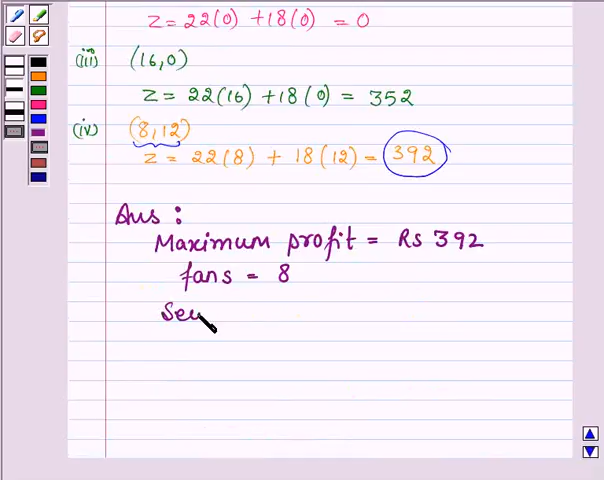 z = 22(0) + 18(0) = 0
(iii) (16,0)
z = 22(16) + 18(0) = 352
(iv) (8,12)
z = 22(8) + 18(12) = 392
Ans :
Maximum profit = Rs 392
fans = 8
Sew